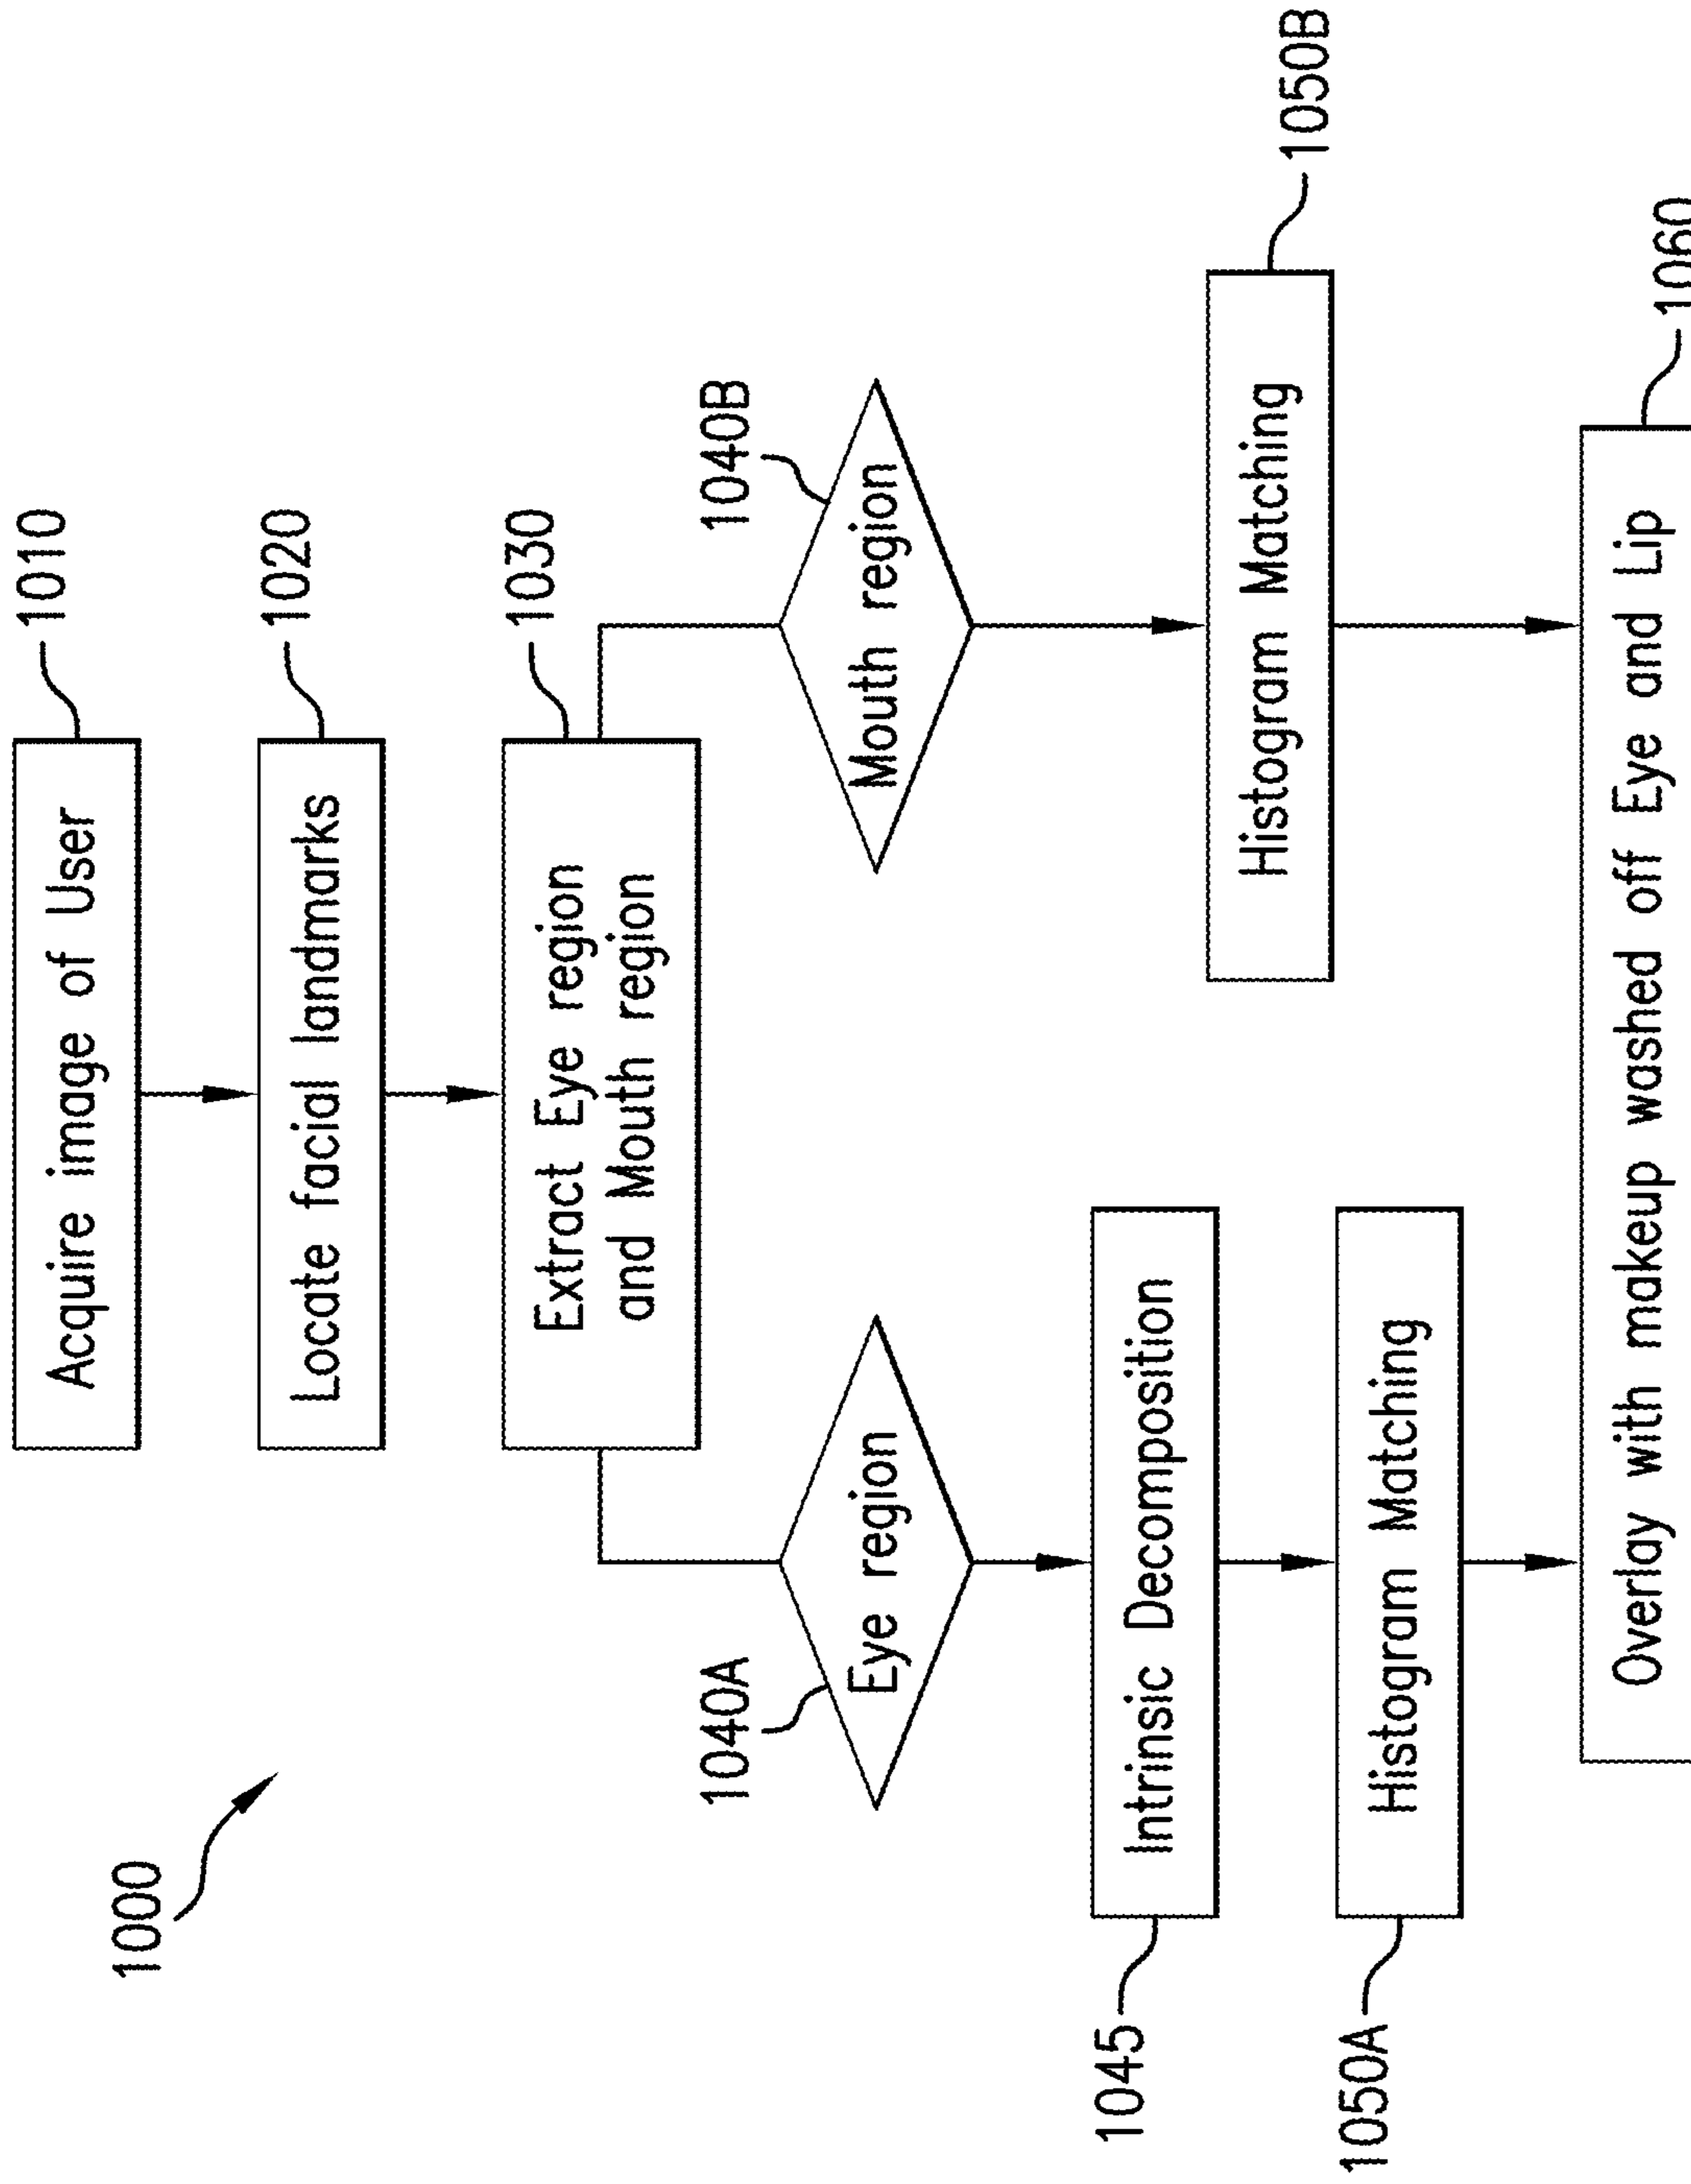 1000
Acquire image of User
1010
Locate facial landmarks
1020
Extract Eye region
and Mouth region
1030
1040A
Eye region
1040B
Mouth region
Intrinsic Decomposition
1045
Histogram Matching
1050A
Histogram Matching
1050B
Overlay with makeup washed off Eye and Lip
1060